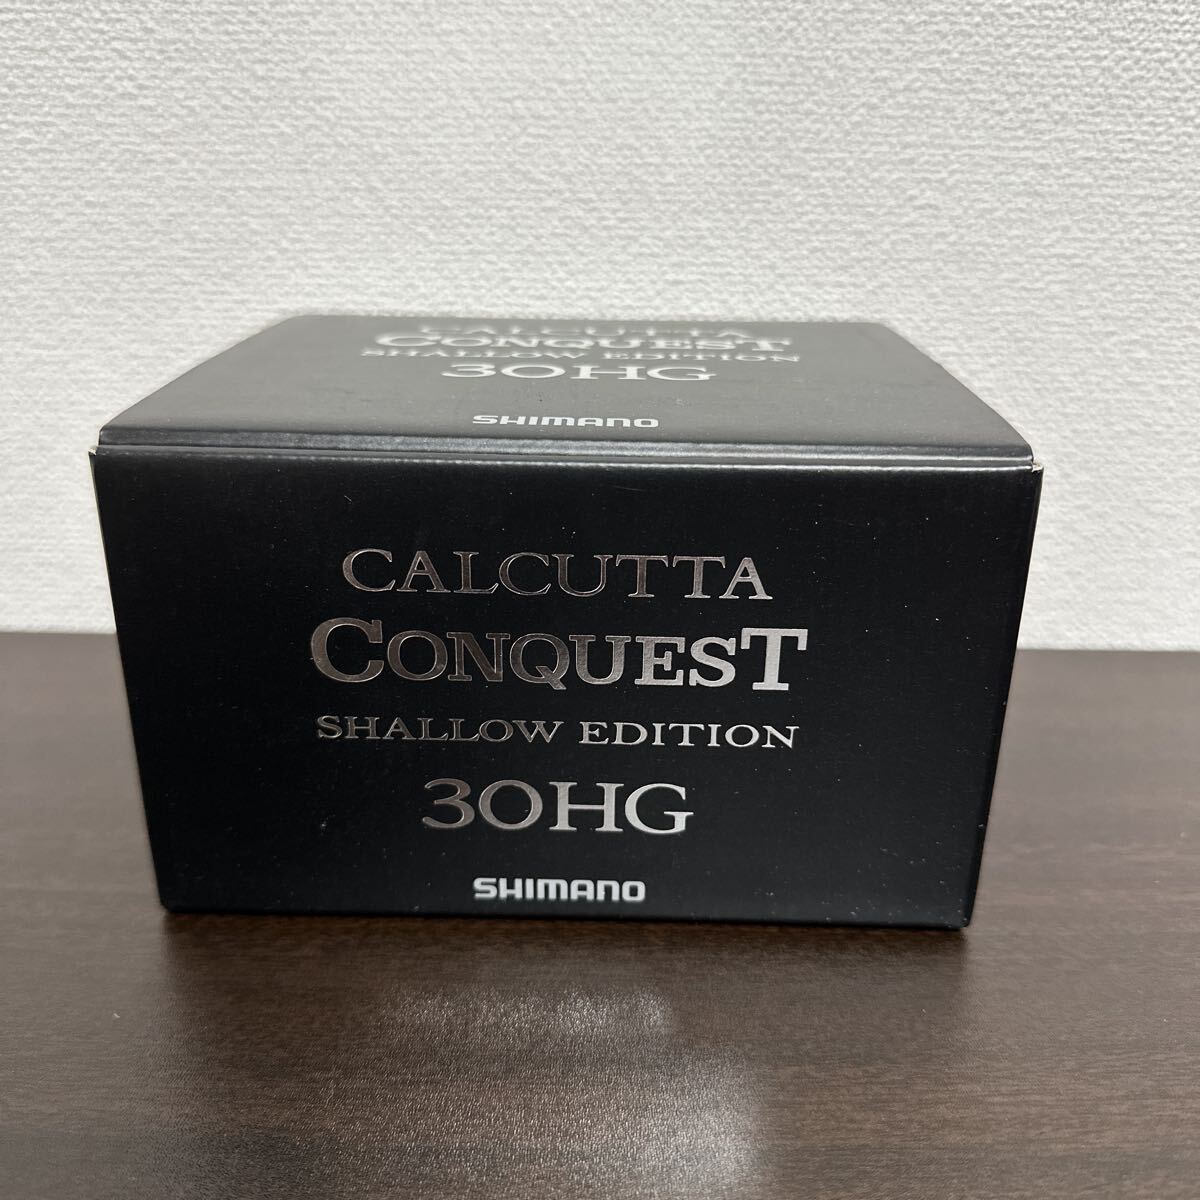 CALCUTTA
CONQUEST
SHALLOW EDITION
30HG
SHIMANO
CALCUTTA
CONQUEST
SHALLOW EDITION
30HG
SHIMANO